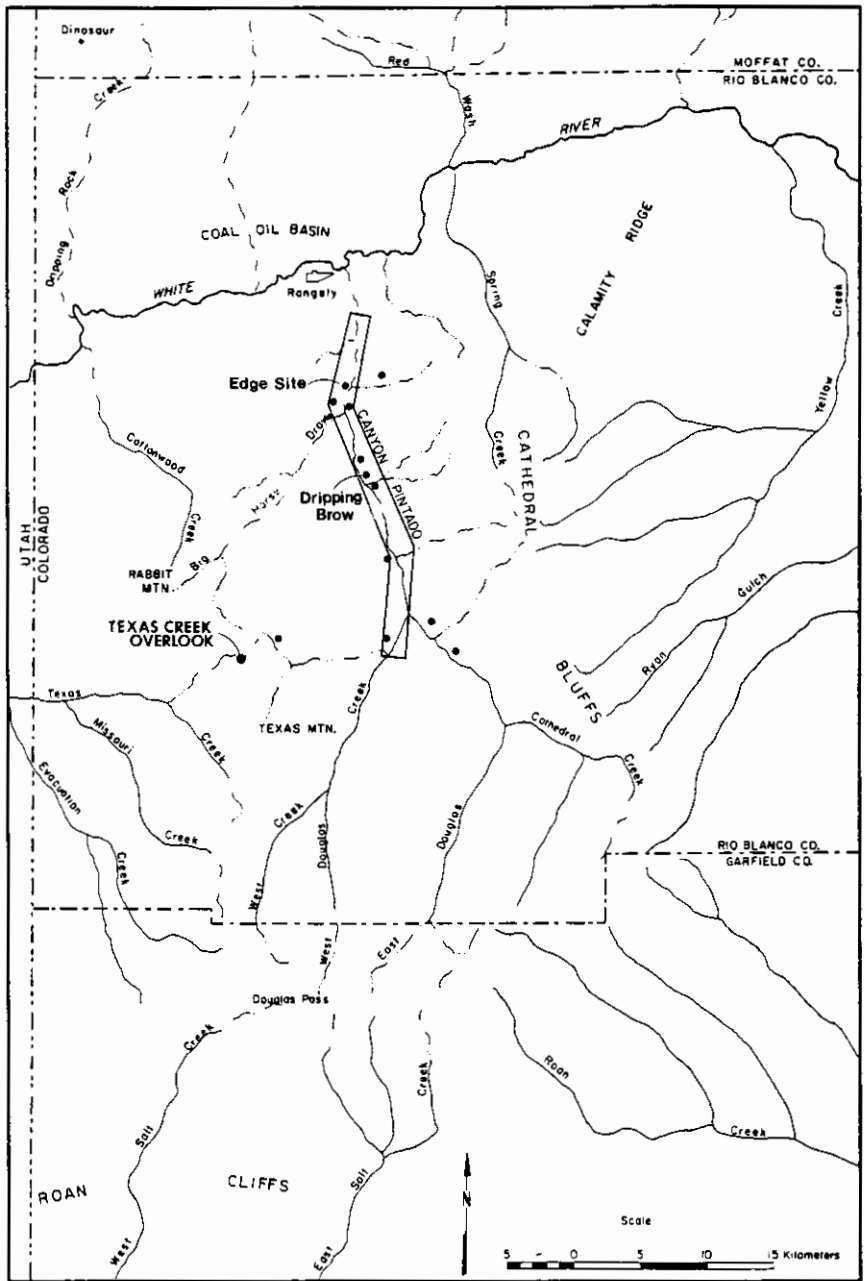 Dinosaur
Red
MOFFAT CO.
RIO BLANCO CO.
Creek
Wash
RIVER
Rock
COAL OIL BASIN
CALAMITY RIDGE
Dripping
WHITE
Rangely
Spring
Creek
Edge Site
Yellow
Draw
CANYON
PINTADO
Creek
CATHEDRAL
Cottonwood
Horse
Dripping
Brow
Creek
UTAH
COLORADO
Big
RABBIT
MTN.
Gulch
TEXAS CREEK
OVERLOOK
Ryan
BLUFFS
Texas
Creek
Missouri
TEXAS MTN.
Cathedral
Creek
Evacuation
Creek
Creek
Douglas
Creek
Douglas
Creek
RIO BLANCO CO.
GARFIELD CO.
West
West
East
Douglas Pass
Creek
Creek
Roan
Creek
Salt
ROAN
CLIFFS
Salt
N
West
East
Scale
5 0 5 10 15 Kilometers